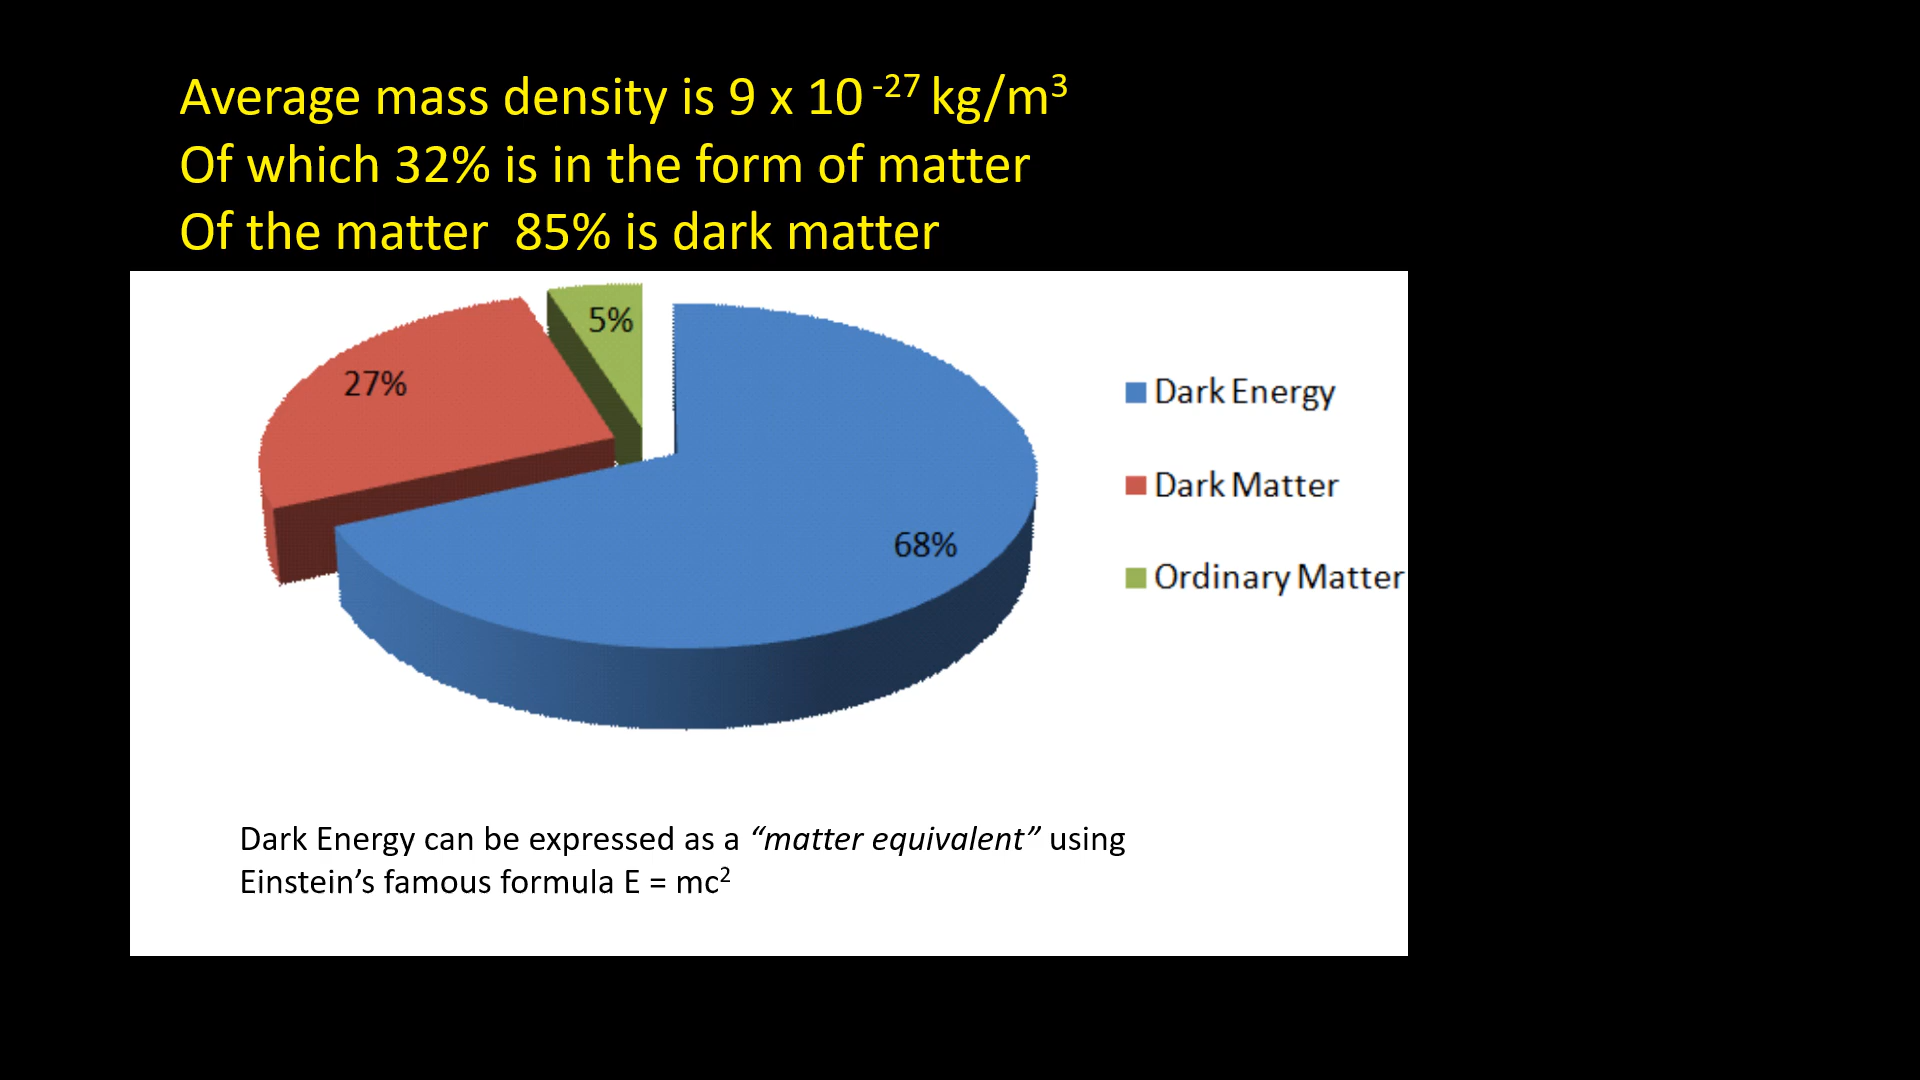 Average mass density is 9 x 10 ⁻²⁷ kg/m³
Of which 32% is in the form of matter
Of the matter  85% is dark matter
5%
27%
68%
Dark Energy
Dark Matter
Ordinary Matter
Dark Energy can be expressed as a “matter equivalent” using
Einstein’s famous formula E = mc²